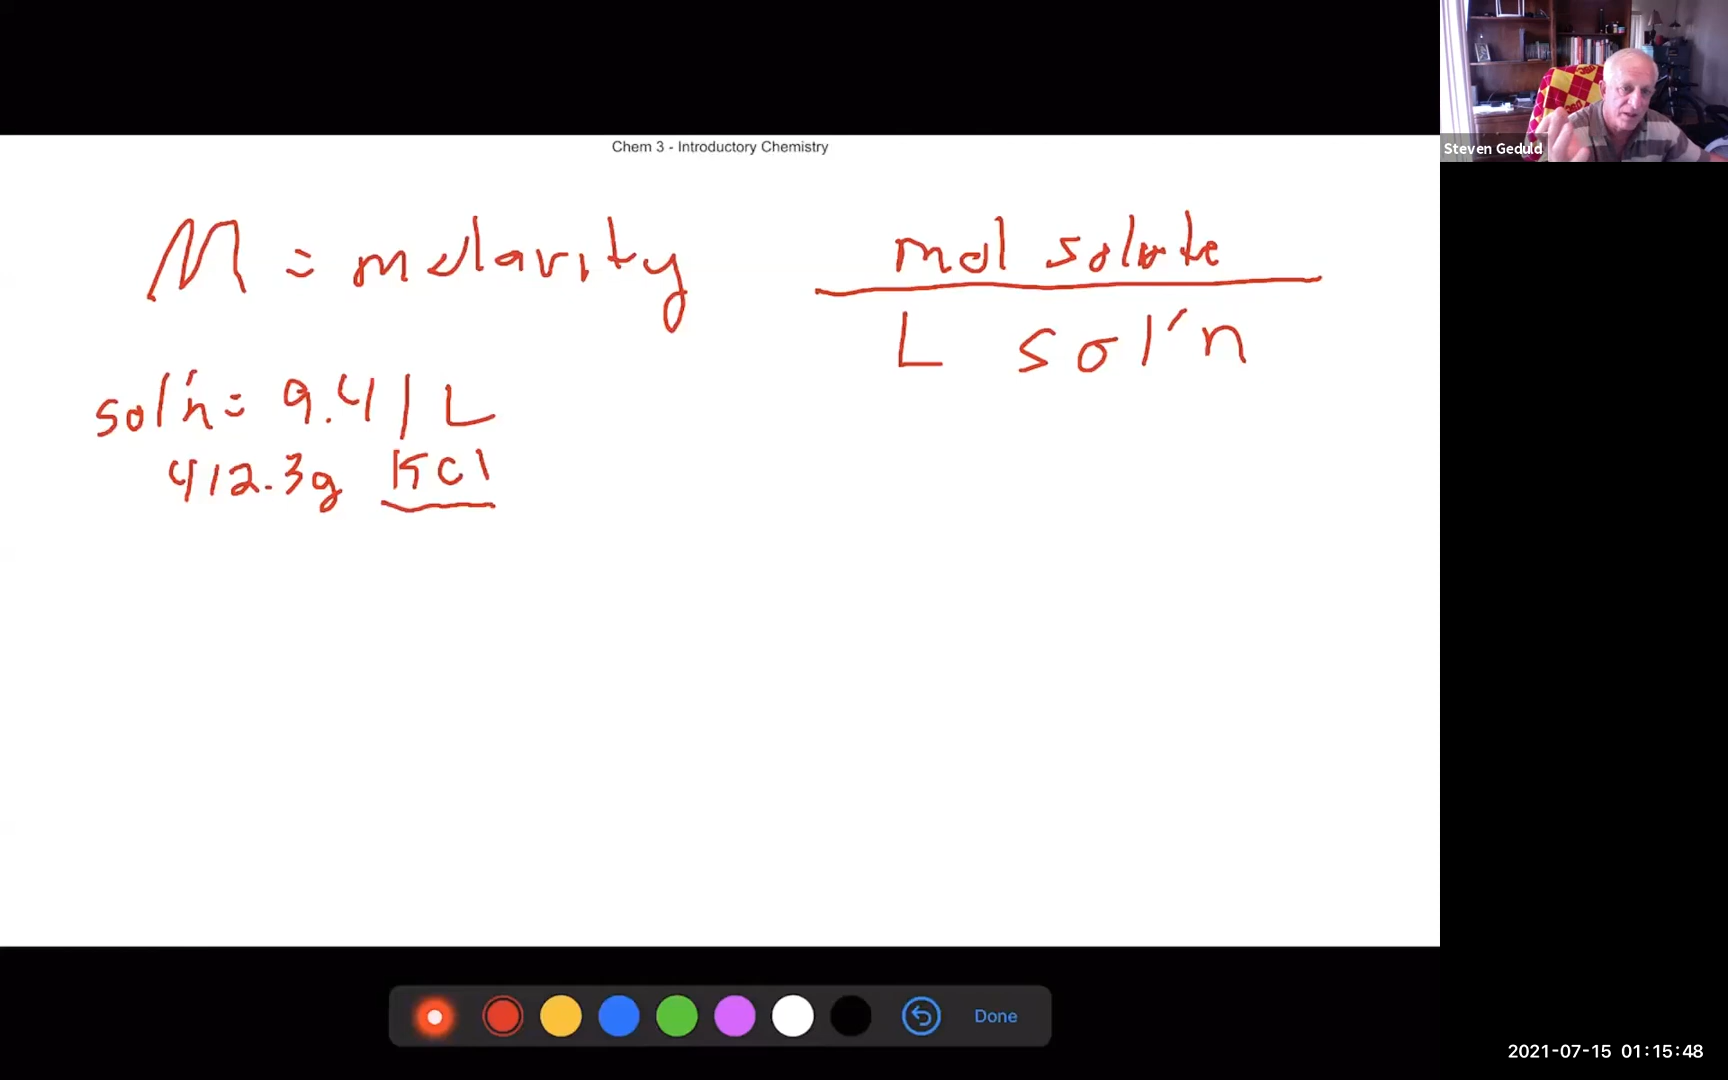 Chem 3 - Introductory Chemistry
Steven Geduld
M = molarity
mol solute
L sol'n
sol'n = 9.41 L
412.3g KCl
Done
2021-07-15 01:15:48